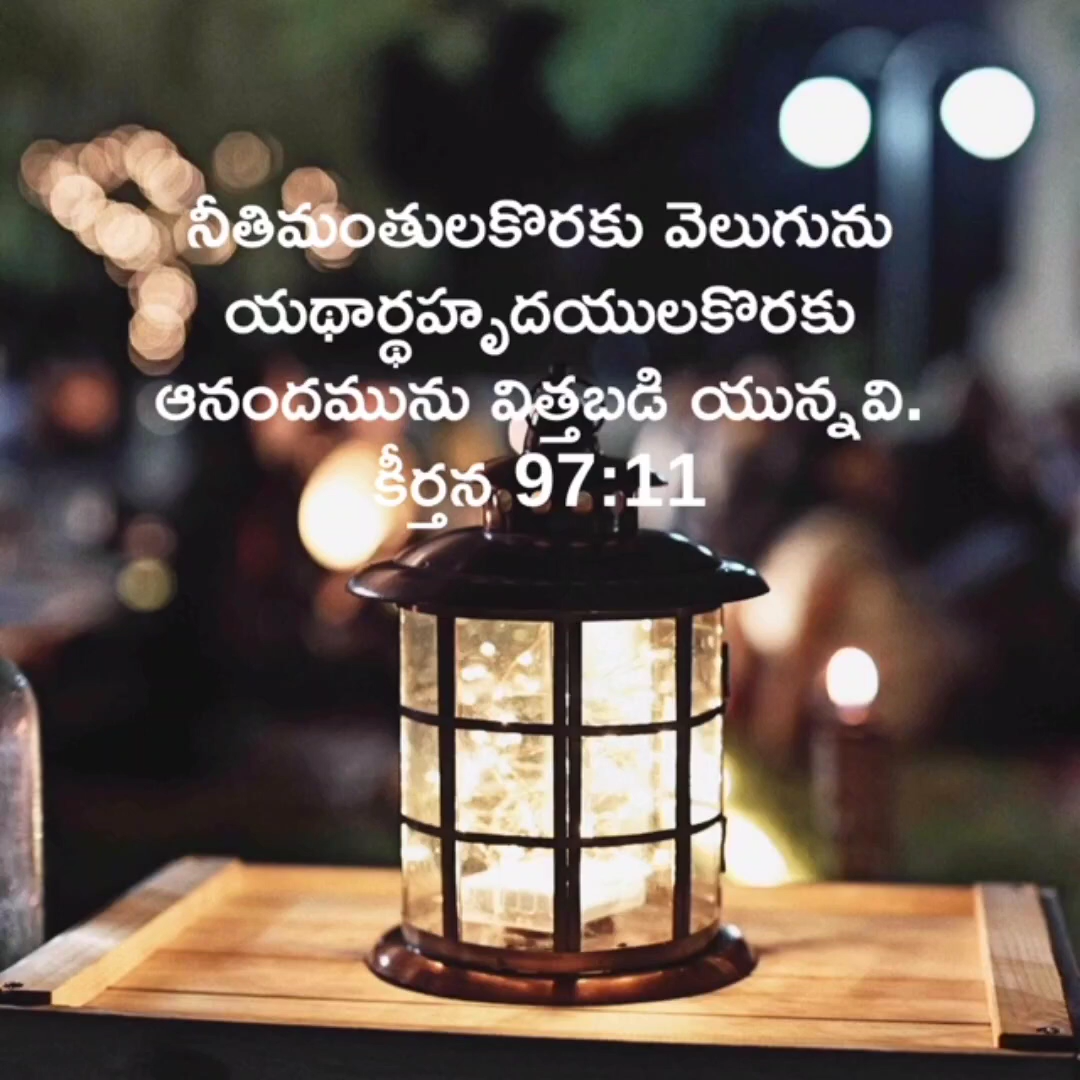 నీతిమంతులకొరకు వెలుగును
యథార్థహృదయులకొరకు
ఆనందమును విత్తబడి యున్నవి.
కీర్తన 97:11